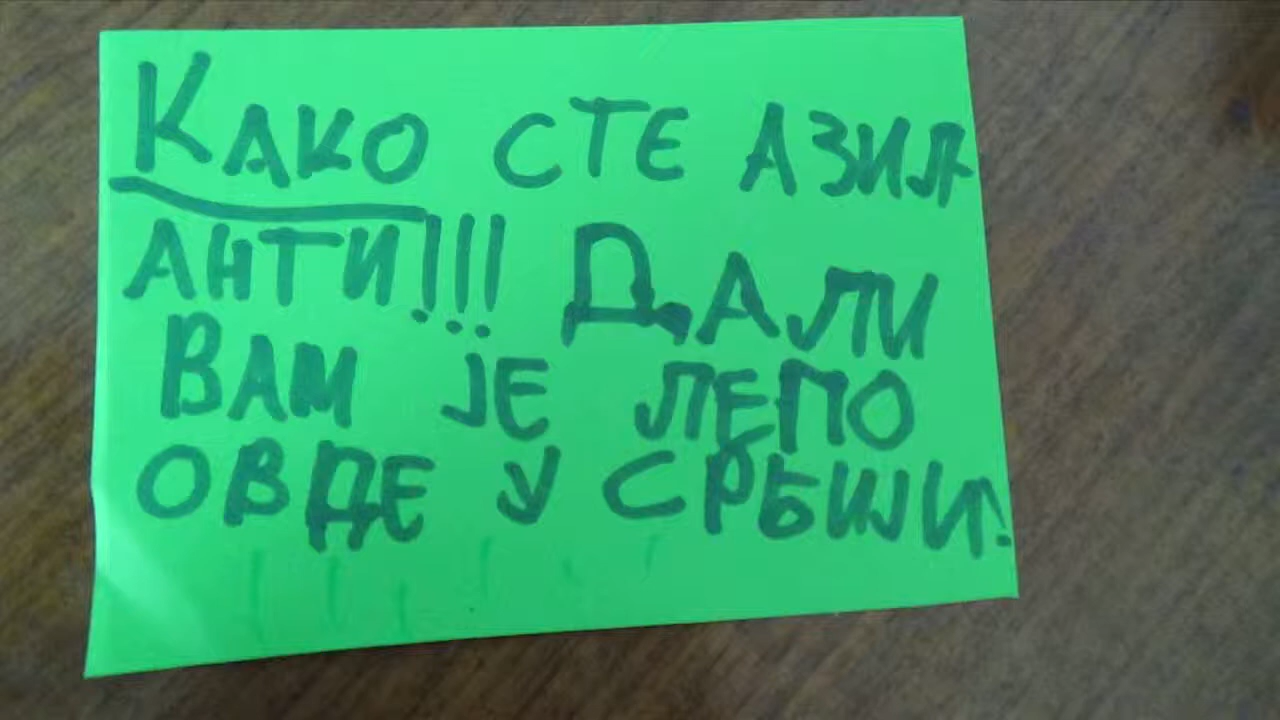 КАКО СТЕ АЗИЛ
АНТИ!!! ДАЛИ
ВАМ ЈЕ ЛЕПО
ОВДЕ У СРБИЈИ!